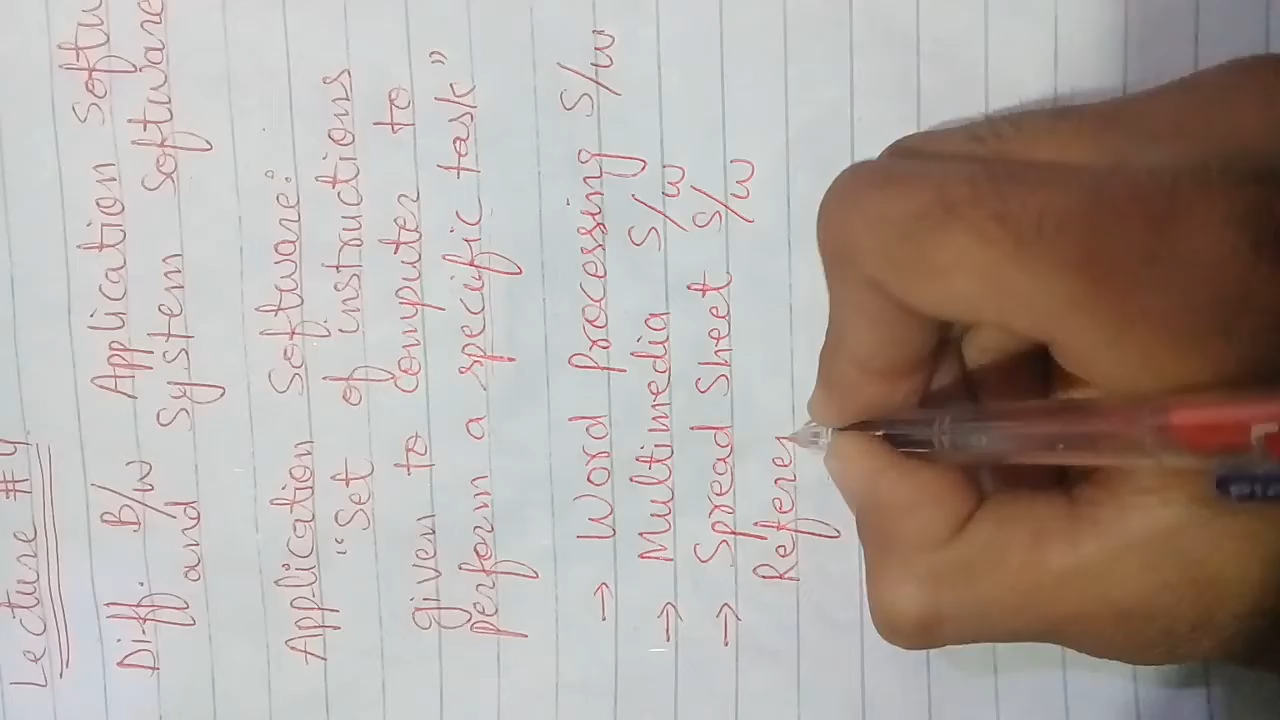 Lecture #4
Diff. B/w Application Softw
and System Software
Application Software:
"Set of instructions
given to computer to
perform a specific task"
→ Word Processing S/w
→ Multimedia S/w
→ Spread Sheet S/w
Referen